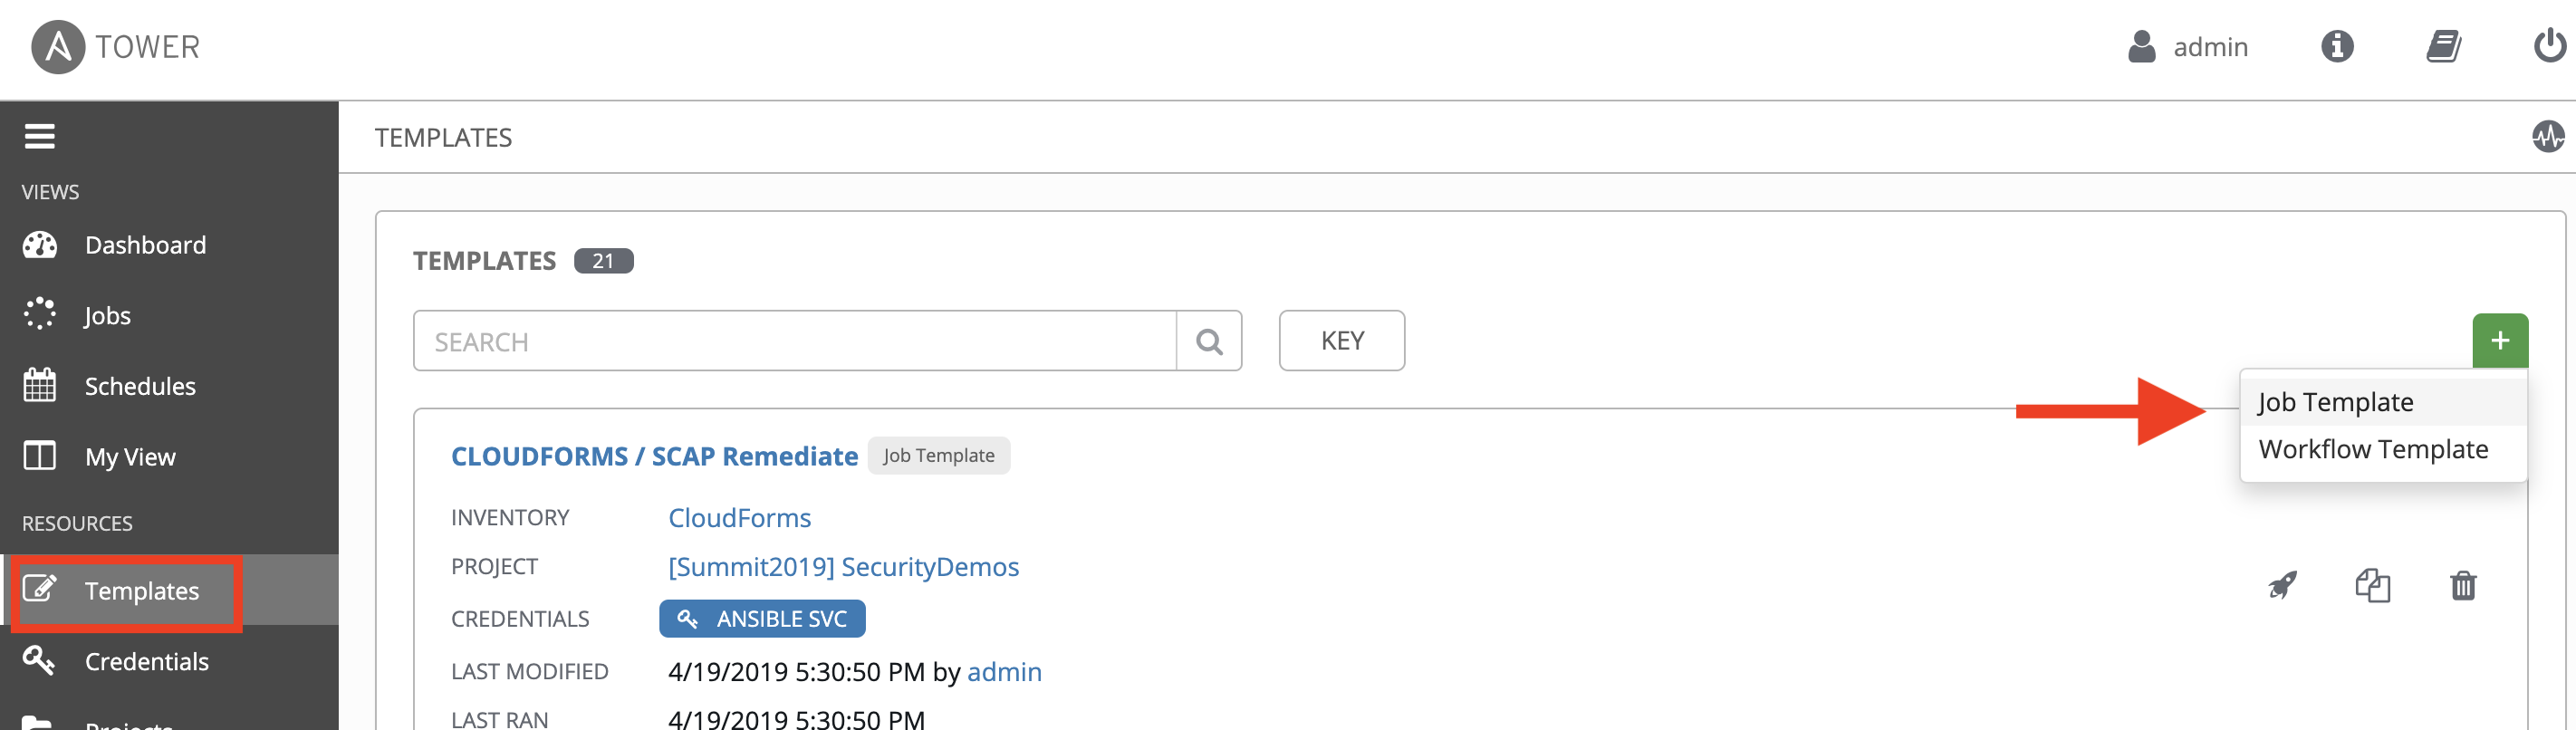 TOWER
admin
TEMPLATES
VIEWS
Dashboard
Jobs
Schedules
My View
RESOURCES
Templates
Credentials
Projects
TEMPLATES 21
SEARCH
KEY
+
Job Template
Workflow Template
CLOUDFORMS / SCAP Remediate Job Template
INVENTORY CloudForms
PROJECT [Summit2019] SecurityDemos
CREDENTIALS ANSIBLE SVC
LAST MODIFIED 4/19/2019 5:30:50 PM by admin
LAST RAN 4/19/2019 5:30:50 PM